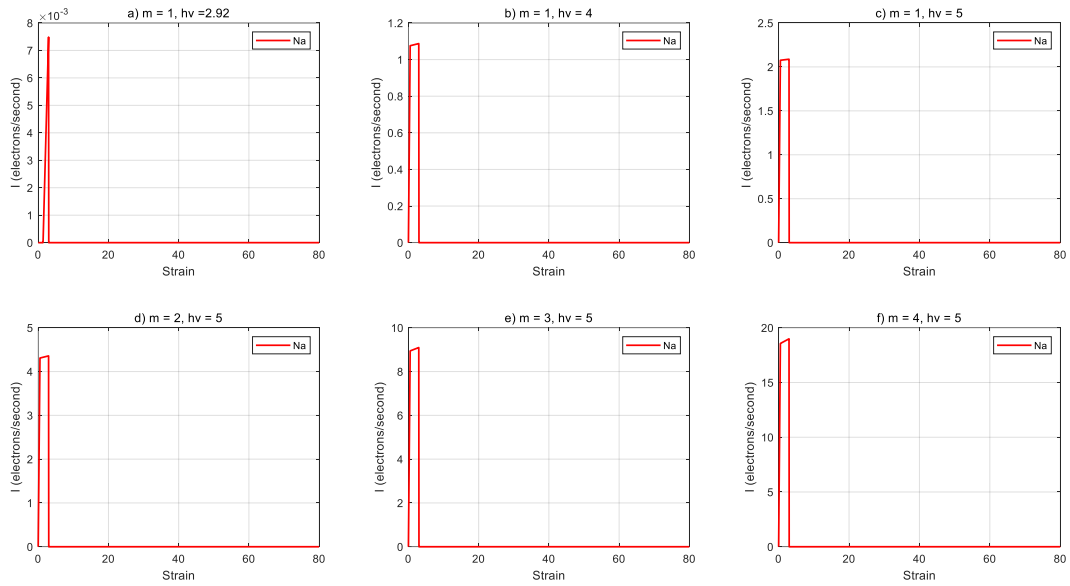 a) m = 1, hv =2.92
×10⁻³
8
7
6
5
4
3
2
1
0
I (electrons/second)
0 20 40 60 80
Strain
Na
b) m = 1, hv = 4
1.2
1
0.8
0.6
0.4
0.2
0
I (electrons/second)
0 20 40 60 80
Strain
Na
c) m = 1, hv = 5
2.5
2
1.5
1
0.5
0
I (electrons/second)
0 20 40 60 80
Strain
Na
d) m = 2, hv = 5
5
4
3
2
1
0
I (electrons/second)
0 20 40 60 80
Strain
Na
e) m = 3, hv = 5
10
8
6
4
2
0
I (electrons/second)
0 20 40 60 80
Strain
Na
f) m = 4, hv = 5
20
15
10
5
0
I (electrons/second)
0 20 40 60 80
Strain
Na